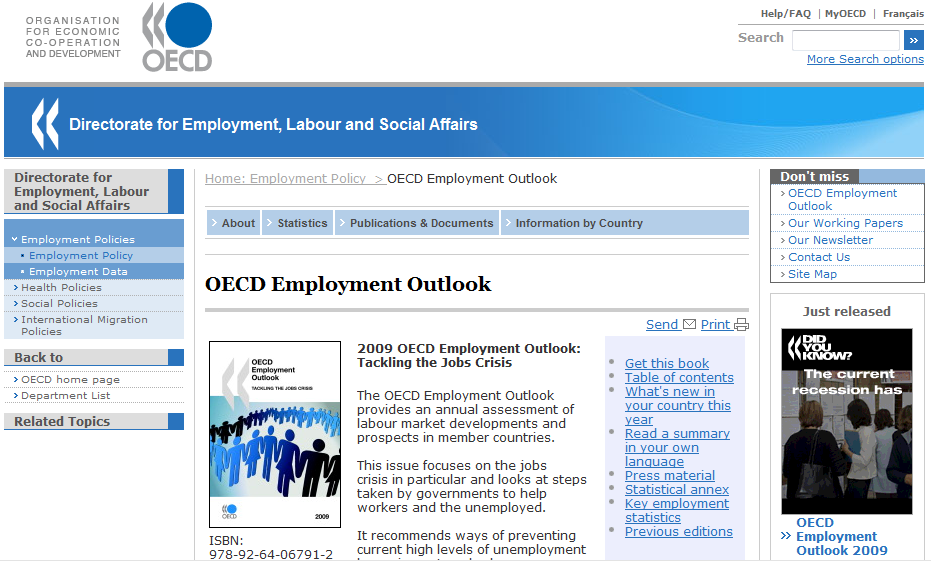 ORGANISATION
FOR ECONOMIC
CO-OPERATION
AND DEVELOPMENT
OECD
Help/FAQ | MyOECD | Français
Search
»
More Search options
Directorate for Employment, Labour and Social Affairs
Directorate for
Employment, Labour
and Social Affairs
Employment Policies
Employment Policy
Employment Data
Health Policies
Social Policies
International Migration
Policies
Back to
OECD home page
Department List
Related Topics
Home: Employment Policy > OECD Employment Outlook
About
Statistics
Publications & Documents
Information by Country
OECD Employment Outlook
Send Print
OECD
Employment
Outlook
TACKLING THE JOBS CRISIS
OECD
2009
ISBN:
978-92-64-06791-2
2009 OECD Employment Outlook:
Tackling the Jobs Crisis
The OECD Employment Outlook
provides an annual assessment of
labour market developments and
prospects in member countries.
This issue focuses on the jobs
crisis in particular and looks at steps
taken by governments to help
workers and the unemployed.
It recommends ways of preventing
current high levels of unemployment
Get this book
Table of contents
What's new in
your country this
year
Read a summary
in your own
language
Press material
Statistical annex
Key employment
statistics
Previous editions
Don't miss
OECD Employment
Outlook
Our Working Papers
Our Newsletter
Contact Us
Site Map
Just released
DID
YOU
KNOW?
The current
recession has
OECD
Employment
Outlook 2009